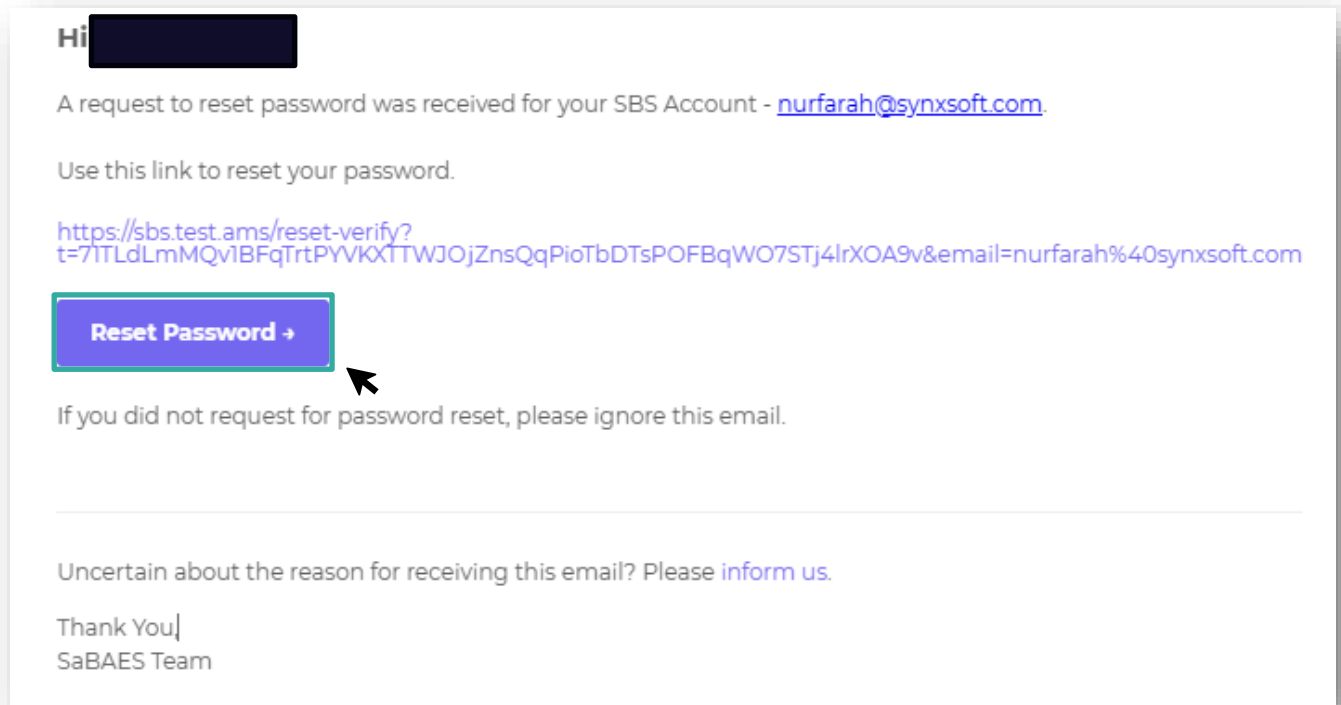 Hi
A request to reset password was received for your SBS Account - nurfarah@synxsoft.com.
Use this link to reset your password.
https://sbs.test.ams/reset-verify?
t=71TLdLmMQv1BFqTrtPYVKXTTWJOjZnsQqPioTbDTsPOFBqWO7STj4lrXOA9v&email=nurfarah%40synxsoft.com
Reset Password →
If you did not request for password reset, please ignore this email.
Uncertain about the reason for receiving this email? Please inform us.
Thank You,
SaBAES Team